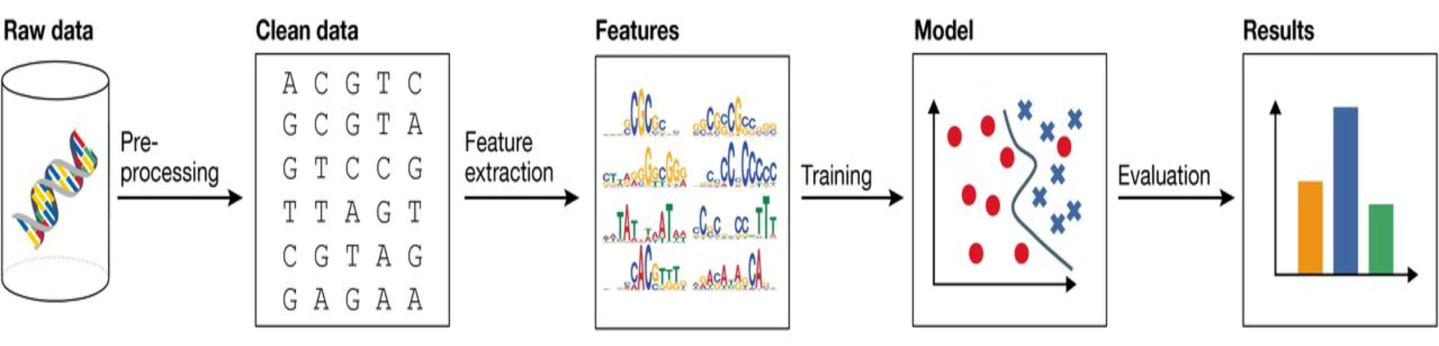 Raw data
Clean data
Features
Model
Results
Pre-
processing
A C G T C
G C G T A
G T C C G
T T A G T
C G T A G
G A G A A
Feature
extraction
Training
Evaluation